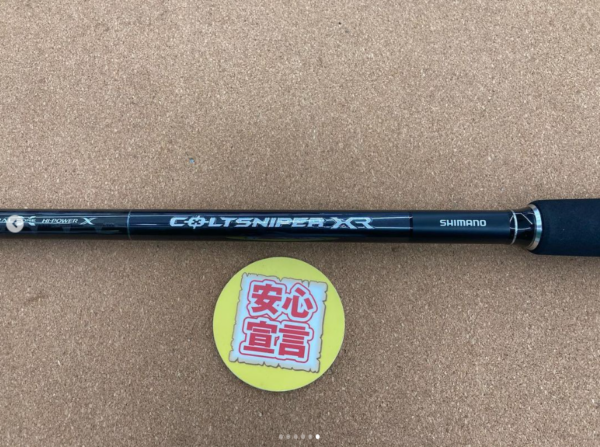 HI-POWER X
COLTSNIPER XR
SHIMANO
安心
宣言